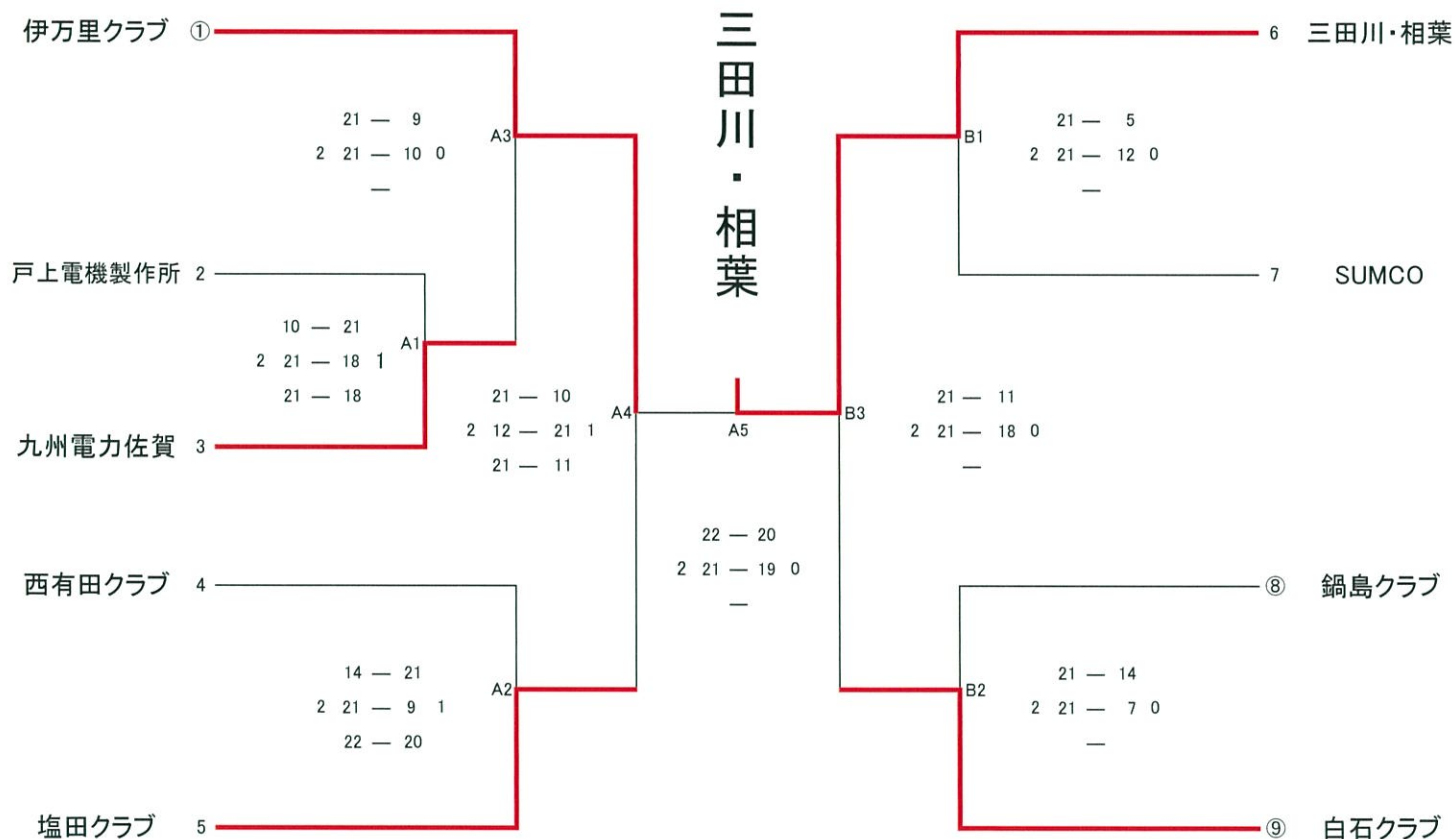 三田川・相葉
伊万里クラブ ①
21 — 9
2 21 — 10 0
—
A3
戸上電機製作所 2
10 — 21
2 21 — 18 1
21 — 18
A1
九州電力佐賀 3
21 — 10
2 12 — 21 1
21 — 11
A4
西有田クラブ 4
14 — 21
2 21 — 9 1
22 — 20
A2
塩田クラブ 5
A5
22 — 20
2 21 — 19 0
—
6 三田川・相葉
B1
21 — 5
2 21 — 12 0
—
7 SUMCO
B3
21 — 11
2 21 — 18 0
—
⑧ 鍋島クラブ
B2
21 — 14
2 21 — 7 0
—
⑨ 白石クラブ